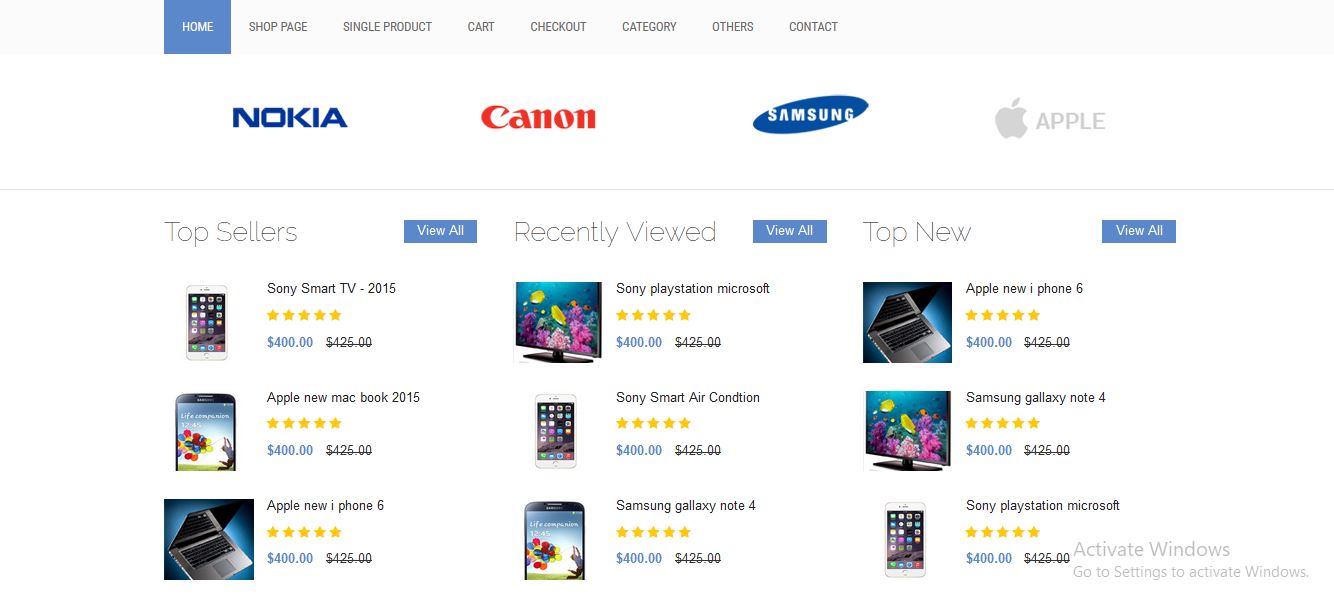 HOME SHOP PAGE SINGLE PRODUCT CART CHECKOUT CATEGORY OTHERS CONTACT
NOKIA Canon SAMSUNG APPLE
Top Sellers View All
Sony Smart TV - 2015
$400.00 $425.00
Life companion
12:45
Apple new mac book 2015
$400.00 $425.00
Apple new i phone 6
$400.00 $425.00
Recently Viewed View All
Sony playstation microsoft
$400.00 $425.00
Sony Smart Air Condtion
$400.00 $425.00
Life companion
12:45
Samsung gallaxy note 4
$400.00 $425.00
Top New View All
Apple new i phone 6
$400.00 $425.00
Samsung gallaxy note 4
$400.00 $425.00
Sony playstation microsoft
$400.00 $425.00
Activate Windows
Go to Settings to activate Windows.